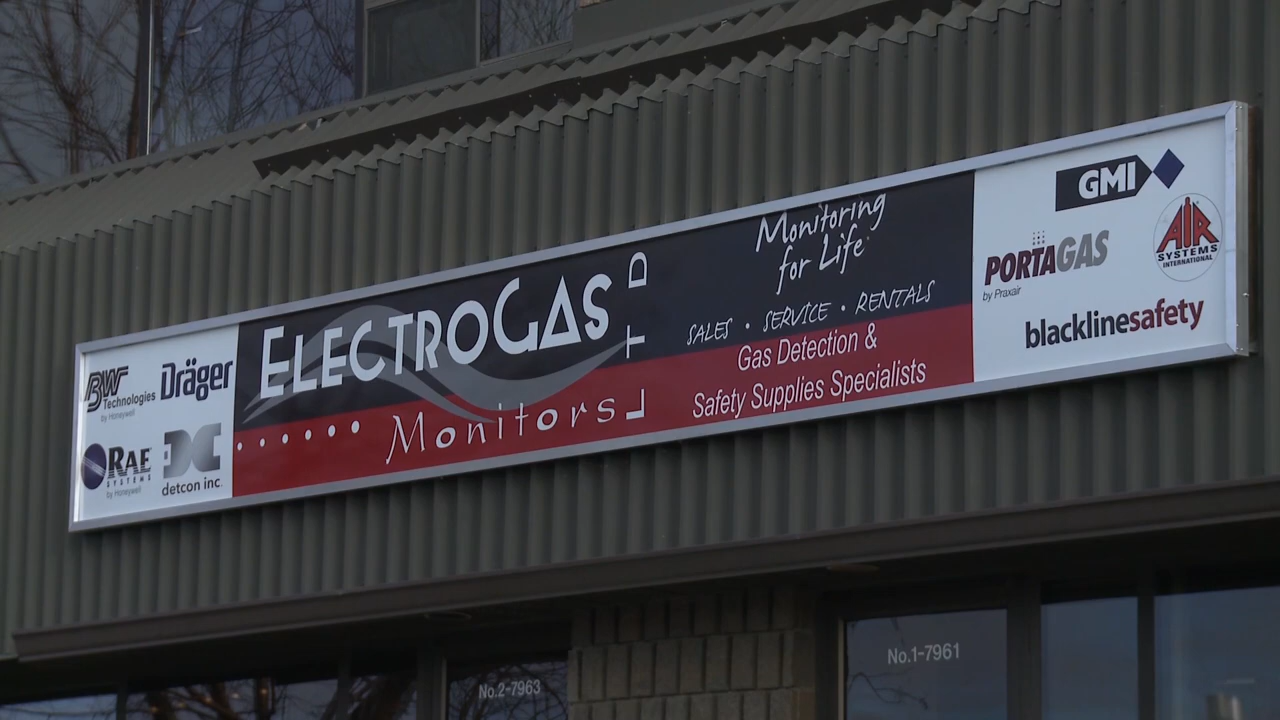 BW
Technologies
by Honeywell
Dräger
RAE
SYSTEMS
by Honeywell
detcon inc.
ELECTROGAS
Monitors
LTD
Monitoring
for Life
SALES • SERVICE • RENTALS
Gas Detection &
Safety Supplies Specialists
GMI
PORTAGAS
by Praxair
AIR
SYSTEMS
INTERNATIONAL
blacklinesafety
No.2-7963
No.1-7961